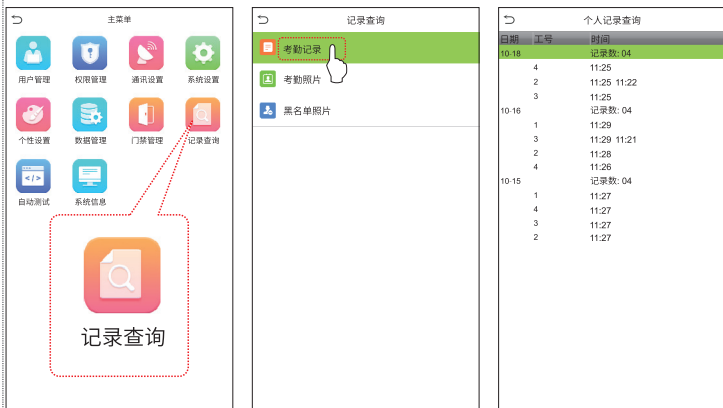 主菜单
用户管理 权限管理 通讯设置 系统设置
个性设置 数据管理 门禁管理 记录查询
自动测试 系统信息
记录查询
记录查询
考勤记录
考勤照片
黑名单照片
个人记录查询
日期 工号 时间
10-18 记录数: 04
4 11:25
2 11:25 11:22
3 11:25
10-16 记录数: 04
1 11:29
3 11:29 11:21
2 11:28
4 11:26
10-15 记录数: 04
1 11:27
4 11:27
3 11:27
2 11:27